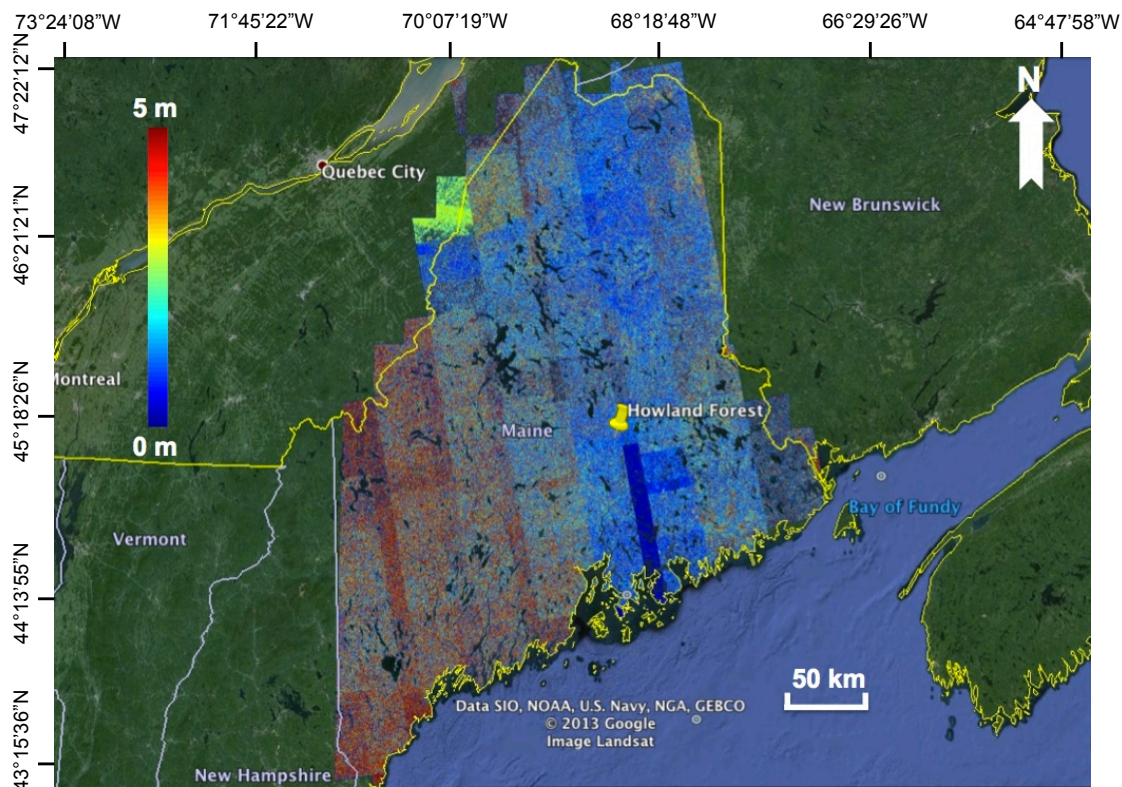 73°24'08”W 71°45'22”W 70°07'19”W 68°18'48”W 66°29'26”W 64°47'58”W
47°22'12”N
5 m
N
Quebec City
New Brunswick
46°21'21”N
Montreal
0 m
Howland Forest
45°18'26”N
Maine
Bay of Fundy
Vermont
44°13'55”N
50 km
Data SIO, NOAA, U.S. Navy, NGA, GEBCO
© 2013 Google
Image Landsat
43°15'36”N
New Hampshire